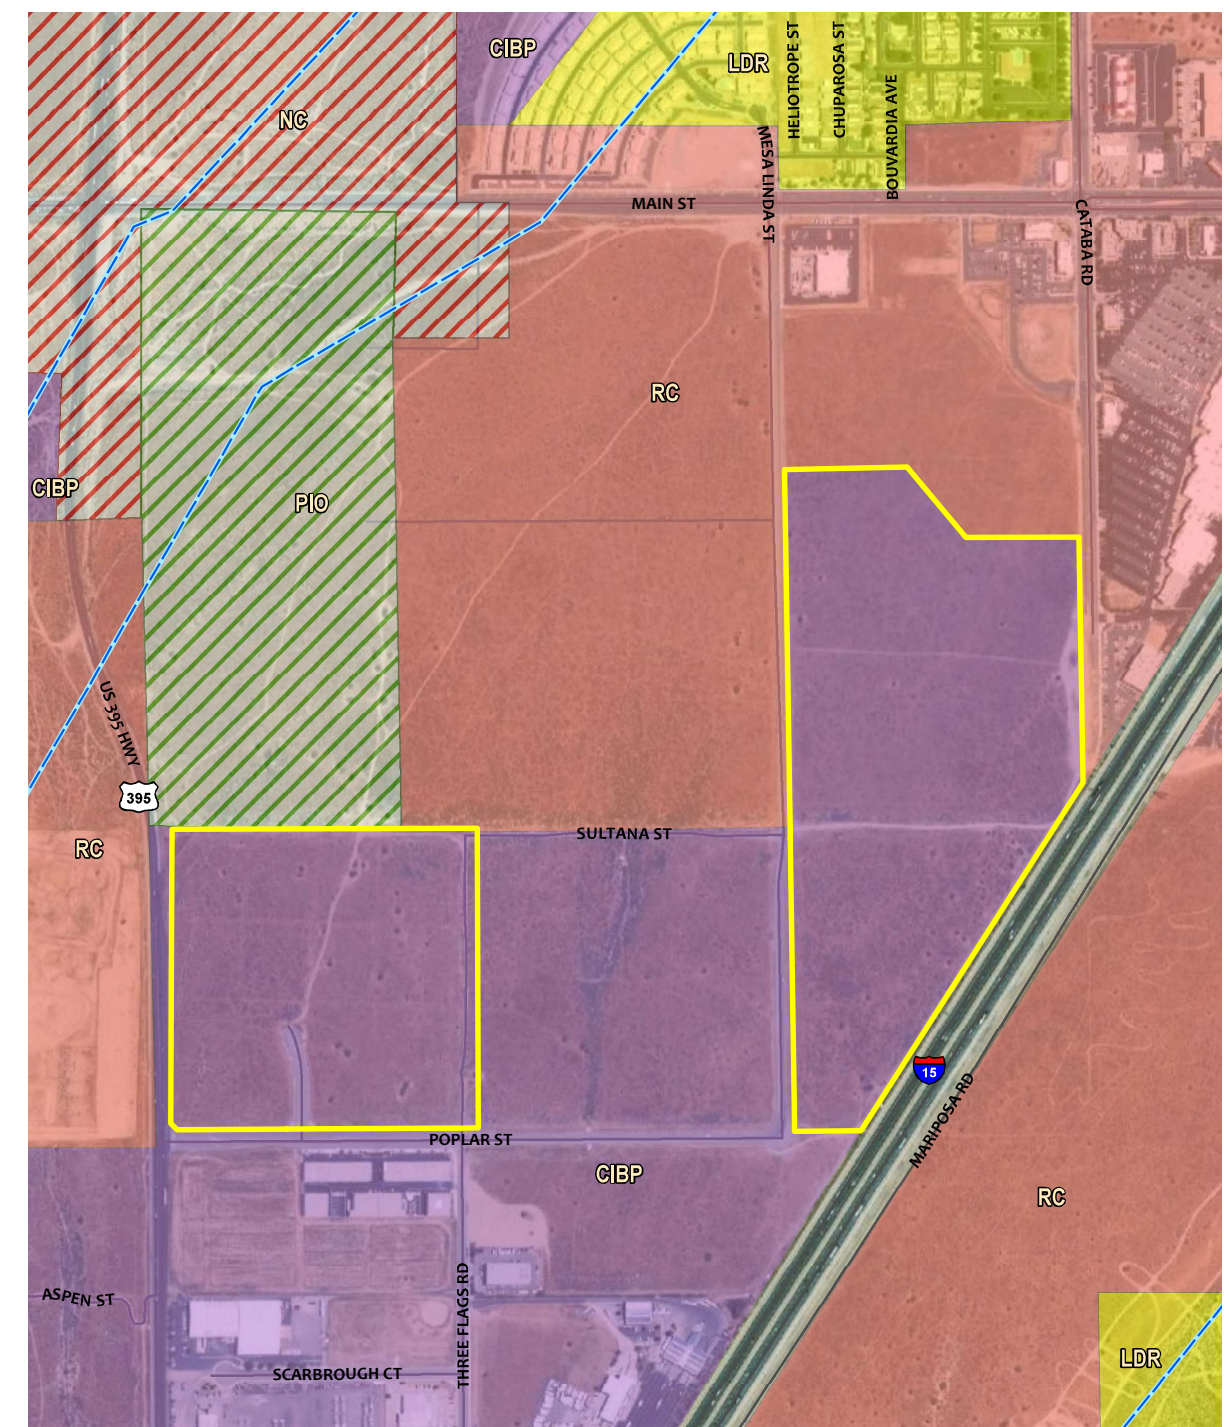 CIBP
LDR
HELIOTROPE ST
CHUPAROSA ST
BOUVARDIA AVE
NC
MESA LINDA ST
MAIN ST
CATABA RD
RC
CIBP
PIO
US 395 HWY
395
RC
SULTANA ST
15
MARIPOSA RD
POPLAR ST
CIBP
RC
ASPEN ST
THREE FLAGS RD
SCARBROUGH CT
LDR